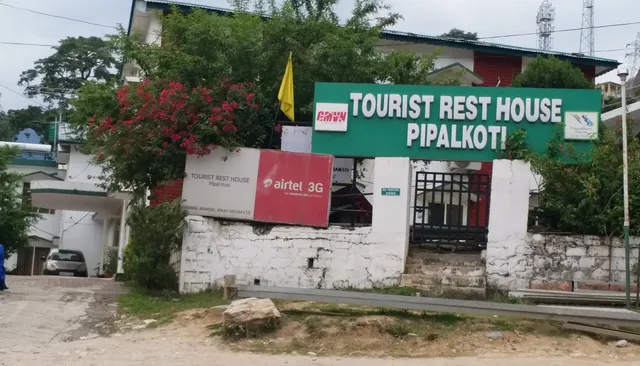 GMVN
TOURIST REST HOUSE
PIPALKOTI
TOURIST REST HOUSE
Pipal Koti
airtel 3G